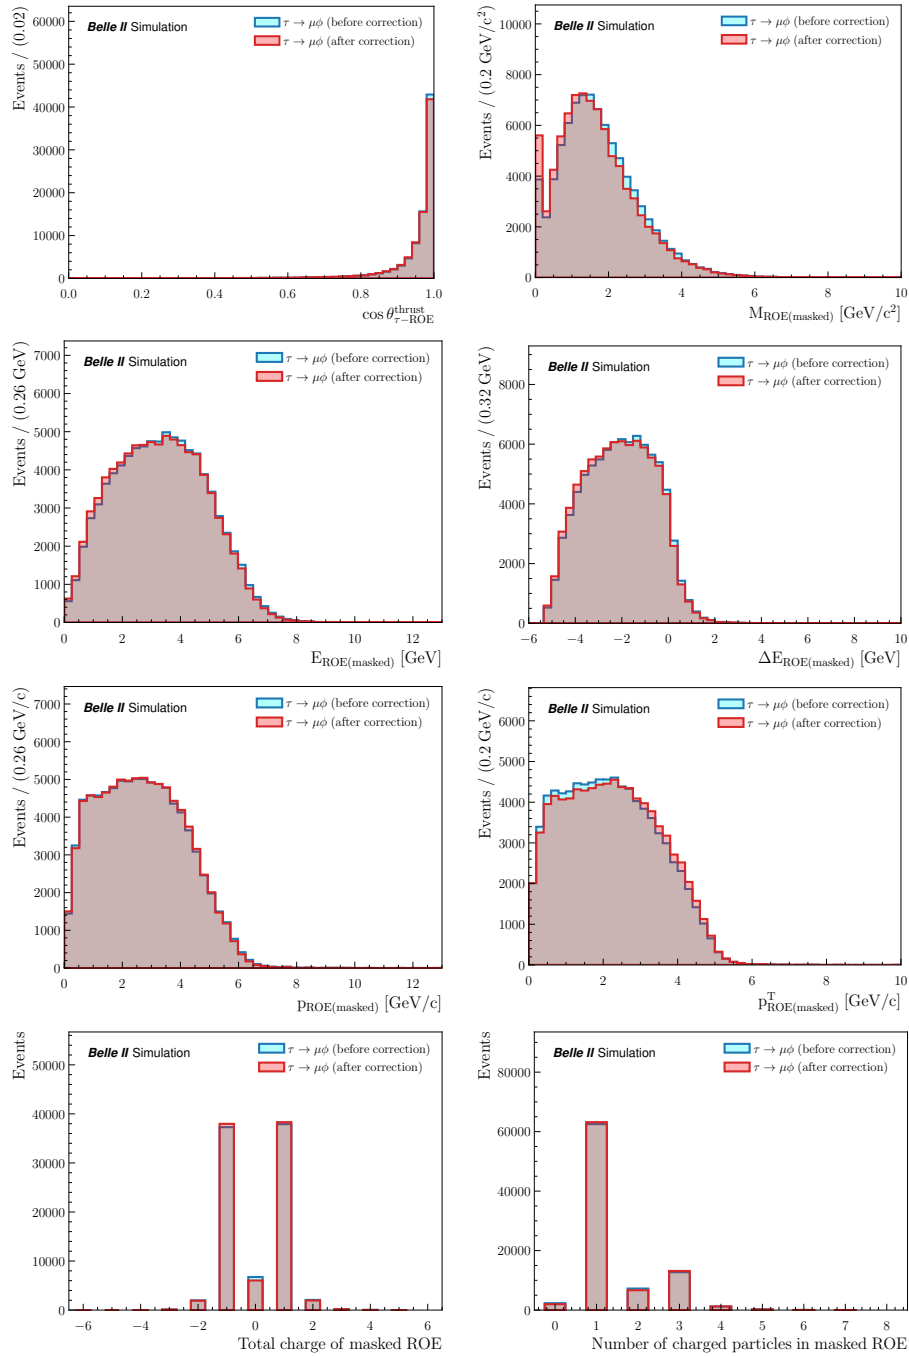 Events / (0.02)
60000
50000
40000
30000
20000
10000
0
Belle II Simulation
τ → μφ (before correction)
τ → μφ (after correction)
0.0 0.2 0.4 0.6 0.8 1.0
cos θ^thrust_τ−ROE
Events / (0.2 GeV/c²)
10000
8000
6000
4000
2000
0
Belle II Simulation
τ → μφ (before correction)
τ → μφ (after correction)
0 2 4 6 8 10
M_ROE(masked) [GeV/c²]
Events / (0.26 GeV)
7000
6000
5000
4000
3000
2000
1000
0
Belle II Simulation
τ → μφ (before correction)
τ → μφ (after correction)
0 2 4 6 8 10 12
E_ROE(masked) [GeV]
Events / (0.32 GeV)
8000
6000
4000
2000
0
Belle II Simulation
τ → μφ (before correction)
τ → μφ (after correction)
−6 −4 −2 0 2 4 6 8 10
ΔE_ROE(masked) [GeV]
Events / (0.26 GeV/c)
7000
6000
5000
4000
3000
2000
1000
0
Belle II Simulation
τ → μφ (before correction)
τ → μφ (after correction)
0 2 4 6 8 10 12
p_ROE(masked) [GeV/c]
Events / (0.2 GeV/c)
6000
5000
4000
3000
2000
1000
0
Belle II Simulation
τ → μφ (before correction)
τ → μφ (after correction)
0 2 4 6 8 10
p^T_ROE(masked) [GeV/c]
Events
50000
40000
30000
20000
10000
0
Belle II Simulation
τ → μφ (before correction)
τ → μφ (after correction)
−6 −4 −2 0 2 4 6
Total charge of masked ROE
Events
80000
60000
40000
20000
0
Belle II Simulation
τ → μφ (before correction)
τ → μφ (after correction)
0 1 2 3 4 5 6 7 8
Number of charged particles in masked ROE